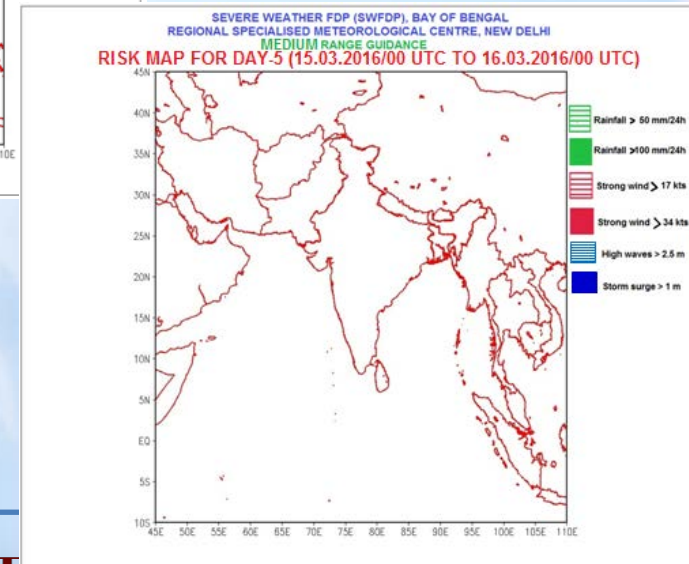 SEVERE WEATHER FDP (SWFDP), BAY OF BENGAL
REGIONAL SPECIALISED METEOROLOGICAL CENTRE, NEW DELHI
MEDIUM RANGE GUIDANCE
RISK MAP FOR DAY-5 (15.03.2016/00 UTC TO 16.03.2016/00 UTC)
45N
40N
35N
30N
25N
20N
15N
10N
5N
EQ
5S
10S
45E 50E 55E 60E 65E 70E 75E 80E 85E 90E 95E 100E 105E 110E
Rainfall > 50 mm/24h
Rainfall >100 mm/24h
Strong wind > 17 kts
Strong wind > 34 kts
High waves > 2.5 m
Storm surge > 1 m
10E